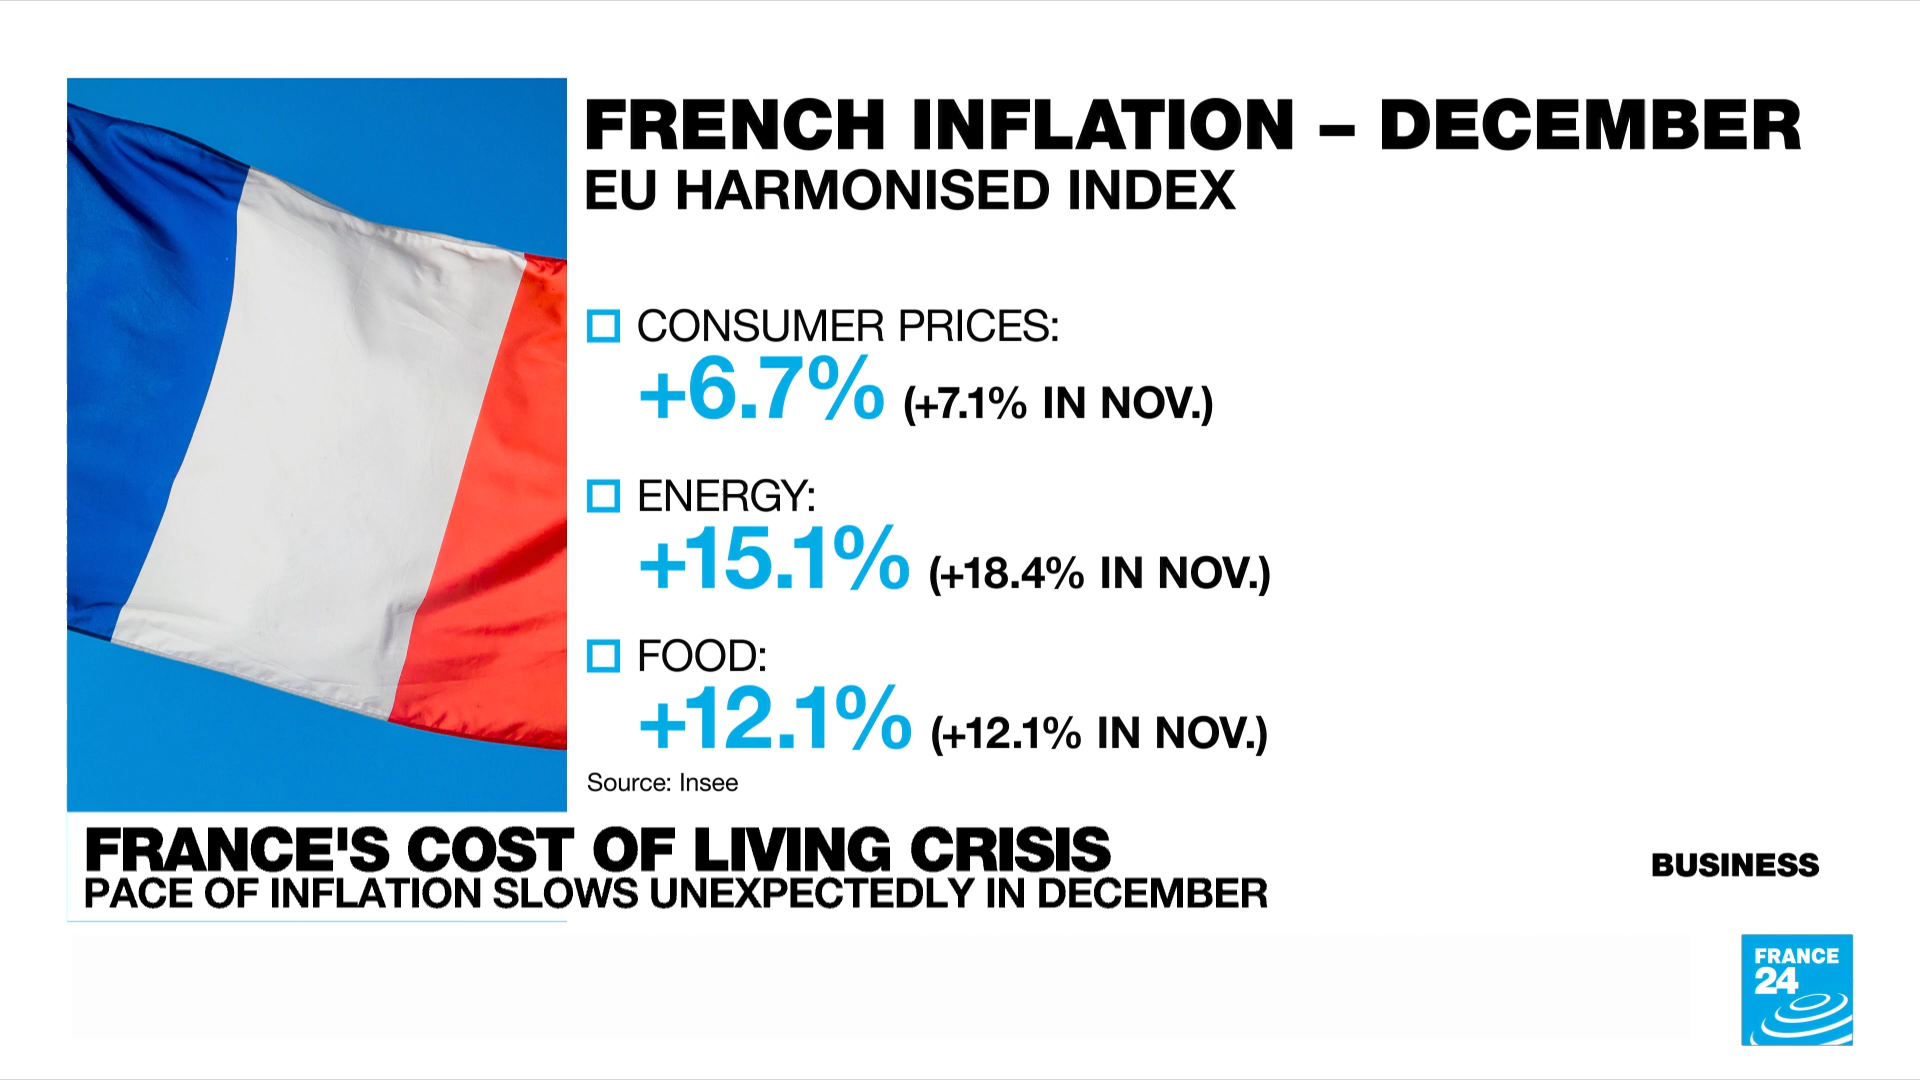 FRENCH INFLATION – DECEMBER
EU HARMONISED INDEX
CONSUMER PRICES:
+6.7% (+7.1% IN NOV.)
ENERGY:
+15.1% (+18.4% IN NOV.)
FOOD:
+12.1% (+12.1% IN NOV.)
Source: Insee
FRANCE'S COST OF LIVING CRISIS
PACE OF INFLATION SLOWS UNEXPECTEDLY IN DECEMBER
BUSINESS
FRANCE
24